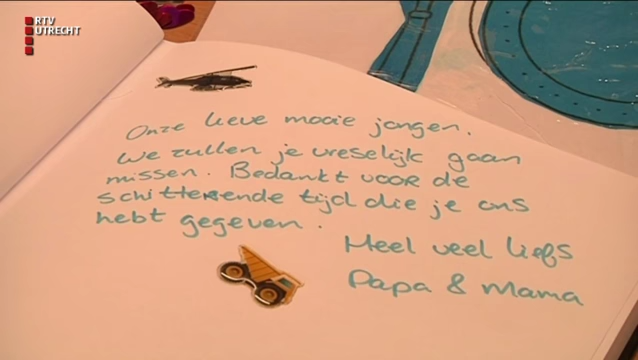 RTV
UTRECHT
Onze lieve mooie jongen.
We zullen je vreselijk gaan
missen. Bedankt voor de
schitterende tijd die je ons
hebt gegeven.
Heel veel liefs
Papa & Mama